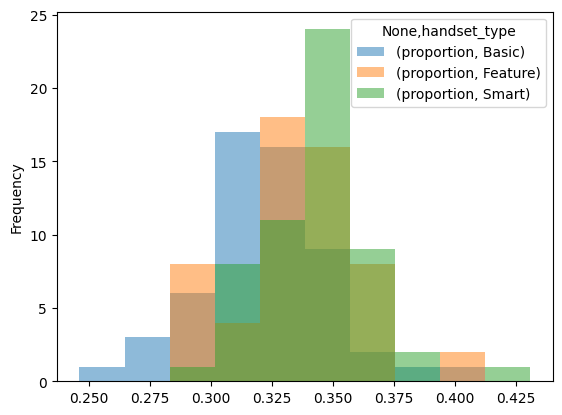 25
20
15
10
5
0
Frequency
None,handset_type
(proportion, Basic)
(proportion, Feature)
(proportion, Smart)
0.250 0.275 0.300 0.325 0.350 0.375 0.400 0.425